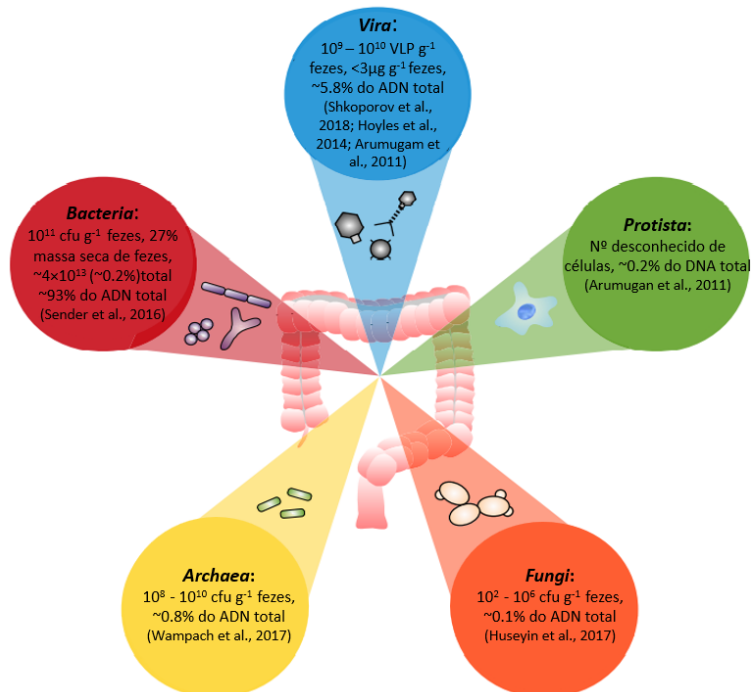 Vira:
10⁹ – 10¹⁰ VLP g⁻¹
fezes, <3µg g⁻¹ fezes,
~5.8% do ADN total
(Shkoporov et al.,
2018; Hoyles et al.,
2014; Arumugam et
al., 2011)
Bacteria:
10¹¹ cfu g⁻¹ fezes, 27%
massa seca de fezes,
~4×10¹³ (~0.2%)total
~93% do ADN total
(Sender et al., 2016)
Protista:
Nº desconhecido de
células, ~0.2% do DNA total
(Arumugan et al., 2011)
Archaea:
10⁸ - 10¹⁰ cfu g⁻¹ fezes,
~0.8% do ADN total
(Wampach et al., 2017)
Fungi:
10² - 10⁶ cfu g⁻¹ fezes,
~0.1% do ADN total
(Huseyin et al., 2017)